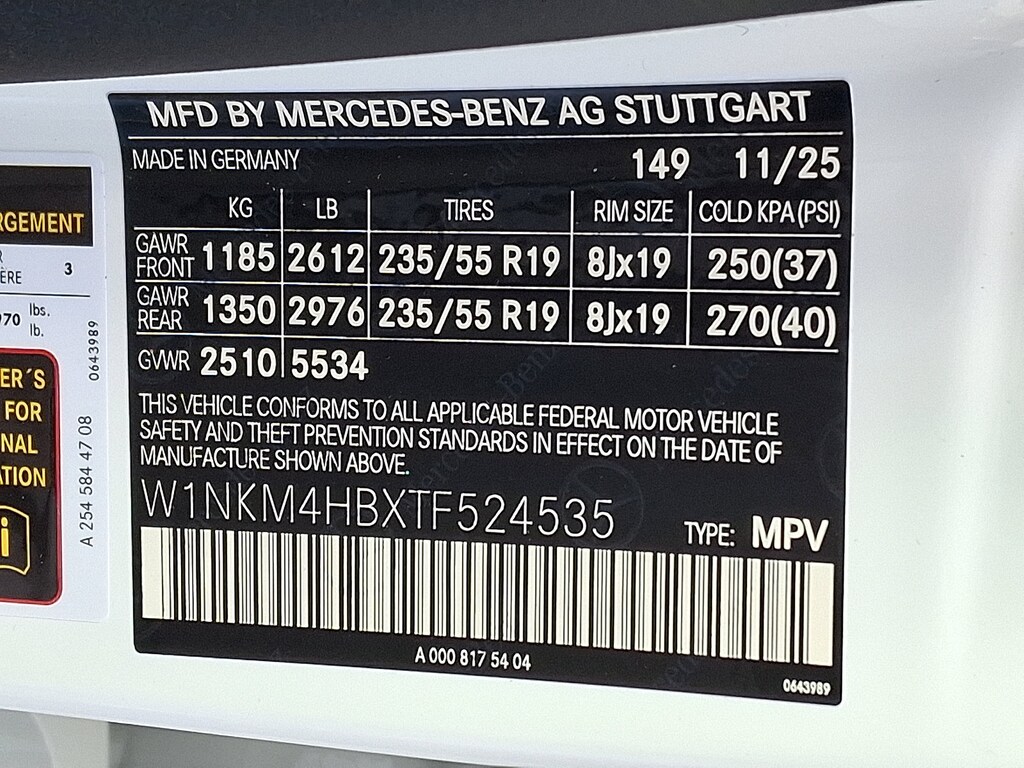 MFD BY MERCEDES-BENZ AG STUTTGART
MADE IN GERMANY 149 11/25
KG LB TIRES RIM SIZE COLD KPA(PSI)
GAWR FRONT 1185 2612 235/55 R19 8Jx19 250(37)
GAWR REAR 1350 2976 235/55 R19 8Jx19 270(40)
GVWR 2510 5534
THIS VEHICLE CONFORMS TO ALL APPLICABLE FEDERAL MOTOR VEHICLE
SAFETY AND THEFT PREVENTION STANDARDS IN EFFECT ON THE DATE OF
MANUFACTURE SHOWN ABOVE.
W1NKM4HBXTF524535
TYPE: MPV
A 000 817 54 04
0643989
RGEMENT
3
970 lbs.
lb.
ER´S
FOR
NAL
ATION
i
0643989
A 254 584 47 08